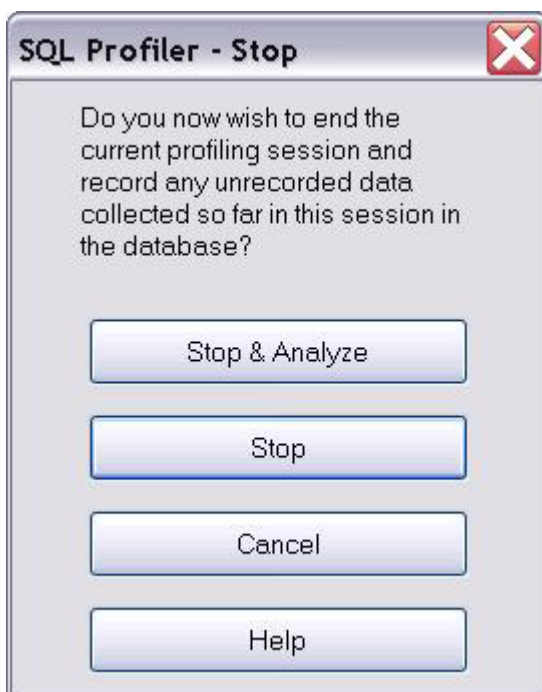 SQL Profiler - Stop
Do you now wish to end the
current profiling session and
record any unrecorded data
collected so far in this session in
the database?
Stop & Analyze
Stop
Cancel
Help